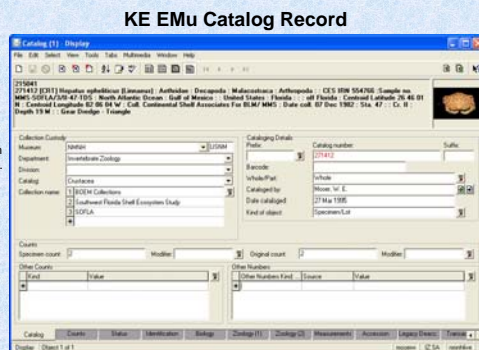 KE EMu Catalog Record
Catalog (1) - Display
File Edit Select View Tools Tabs Multimedia Window Help
215041
271412 [CRT] Hepatus epheliticus (Linnaeus) : Aethridae : Decapoda : Malacostraca : Arthropoda : : CES IRN 554766 :Sample no.
MMS-SOFLA/3/II-47-TDS : North Atlantic Ocean : Gulf of Mexico : : United States : Florida : : : off Florida : Centroid Latitude 26 46 01
N : Centroid Longitude 82 06 04 W : Coll. Continental Shelf Associates For BLM/ MMS : Date coll. 07 Dec 1982 : Sta. 47 : : Cr. II :
Depth 19 M : : Gear Dredge - Triangle
Collection Custody
Cataloging Details
Museum: NMNH USNM
Prefix: Catalog number: Suffix:
271412
Department: Invertebrate Zoology
Barcode:
Division:
Whole/Part: Whole
Catalog: Crustacea
Cataloged by: Moser, W. E.
Collection name: 1 BOEM Collections
2 Southwest Florida Shelf Ecosystem Study
3 SOFLA
Date cataloged: 27 Mar 1995
Kind of object: Specimen/Lot
Counts
Specimen count: 2 Modifier: Original count: 2 Modifier:
Other Counts Other Numbers
Kind Value Other Numbers Kind ... Source Value
Catalog Counts Status Identification Biology Zoology (1) Zoology (2) Measurements Accession Legacy Descr.
Display Object 1 of 1